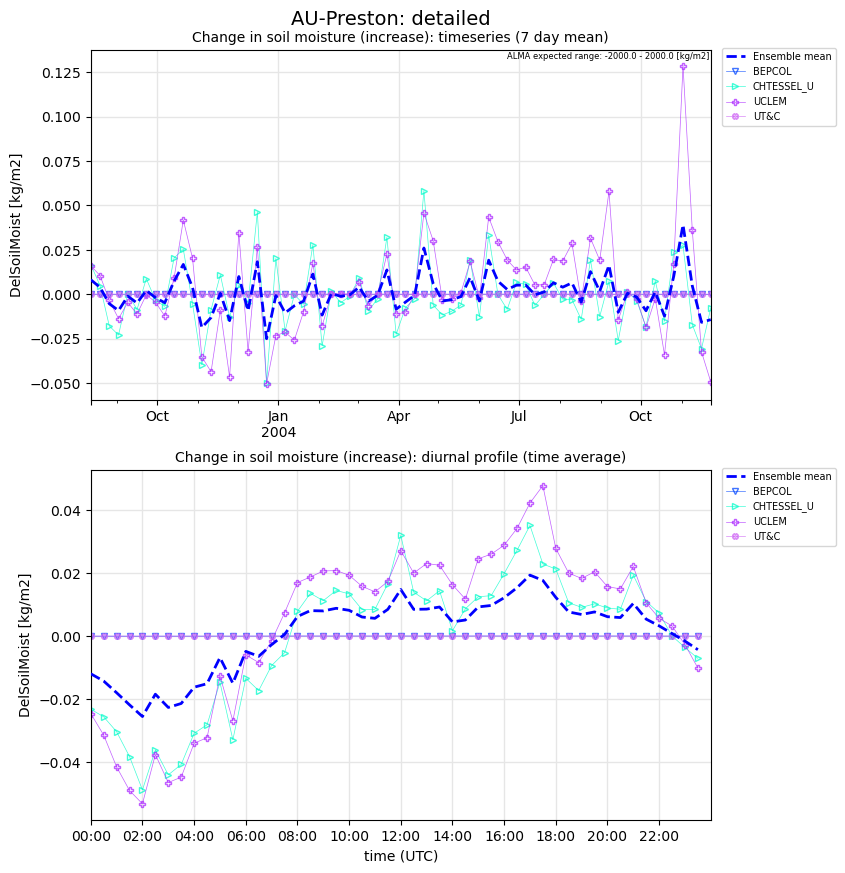 AU-Preston: detailed
Change in soil moisture (increase): timeseries (7 day mean)
ALMA expected range: -2000.0 - 2000.0 [kg/m2]
DelSoilMoist [kg/m2]
0.125
0.100
0.075
0.050
0.025
0.000
−0.025
−0.050
Oct
Jan
2004
Apr
Jul
Oct
Ensemble mean
BEPCOL
CHTESSEL_U
UCLEM
UT&C
Change in soil moisture (increase): diurnal profile (time average)
DelSoilMoist [kg/m2]
0.04
0.02
0.00
−0.02
−0.04
00:00 02:00 04:00 06:00 08:00 10:00 12:00 14:00 16:00 18:00 20:00 22:00
time (UTC)
Ensemble mean
BEPCOL
CHTESSEL_U
UCLEM
UT&C